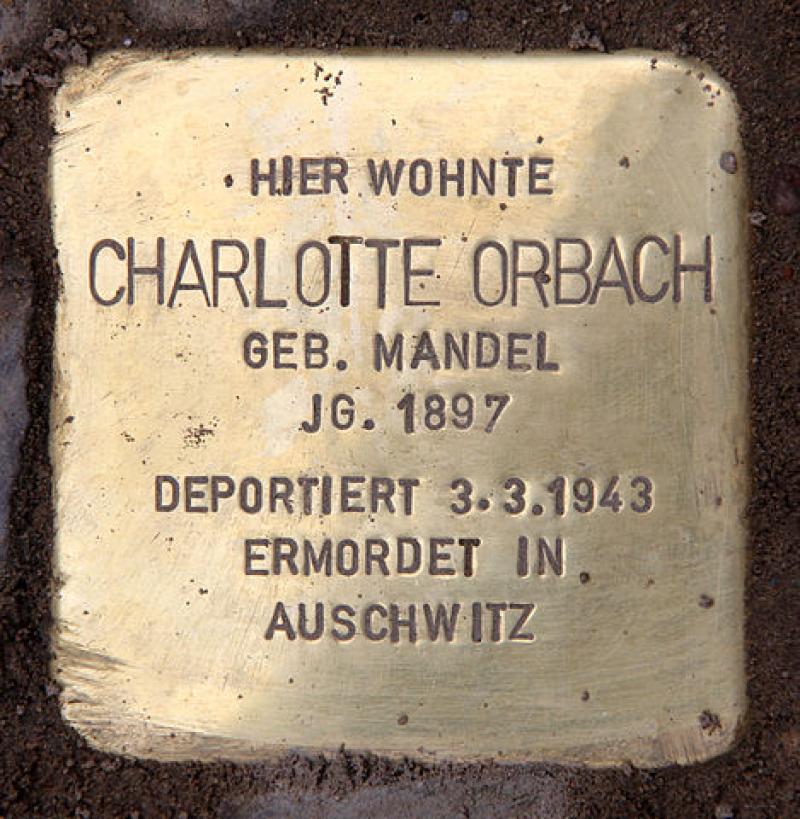 HIER WOHNTE
CHARLOTTE ORBACH
GEB. MANDEL
JG. 1897
DEPORTIERT 3.3.1943
ERMORDET IN
AUSCHWITZ